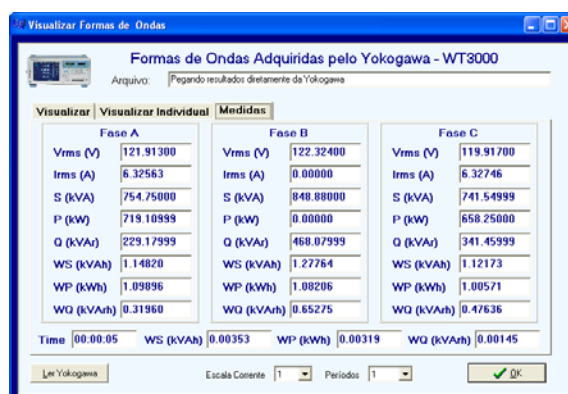 Visualizar Formas de Ondas
Formas de Ondas Adquiridas pelo Yokogawa - WT3000
Arquivo: Pegando resultados diretamente da Yokogawa
Visualizar Visualizar Individual Medidas
Fase A Fase B Fase C
Vrms (V) 121.91300 Vrms (V) 122.32400 Vrms (V) 119.91700
Irms (A) 6.32563 Irms (A) 0.00000 Irms (A) 6.32746
S (kVA) 754.75000 S (kVA) 848.88000 S (kVA) 741.54999
P (kW) 719.10999 P (kW) 0.00000 P (kW) 658.25000
Q (kVAr) 229.17999 Q (kVAr) 468.07999 Q (kVAr) 341.45999
WS (kVAh) 1.14820 WS (kVAh) 1.27764 WS (kVAh) 1.12173
WP (kWh) 1.09896 WP (kWh) 1.08206 WP (kWh) 1.00571
WQ (kVArh) 0.31960 WQ (kVArh) 0.65275 WQ (kVArh) 0.47636
Time 00:00:05 WS (kVAh) 0.00353 WP (kWh) 0.00319 WQ (kVArh) 0.00145
Ler Yokogawa Escala Corrente 1 Períodos 1 OK